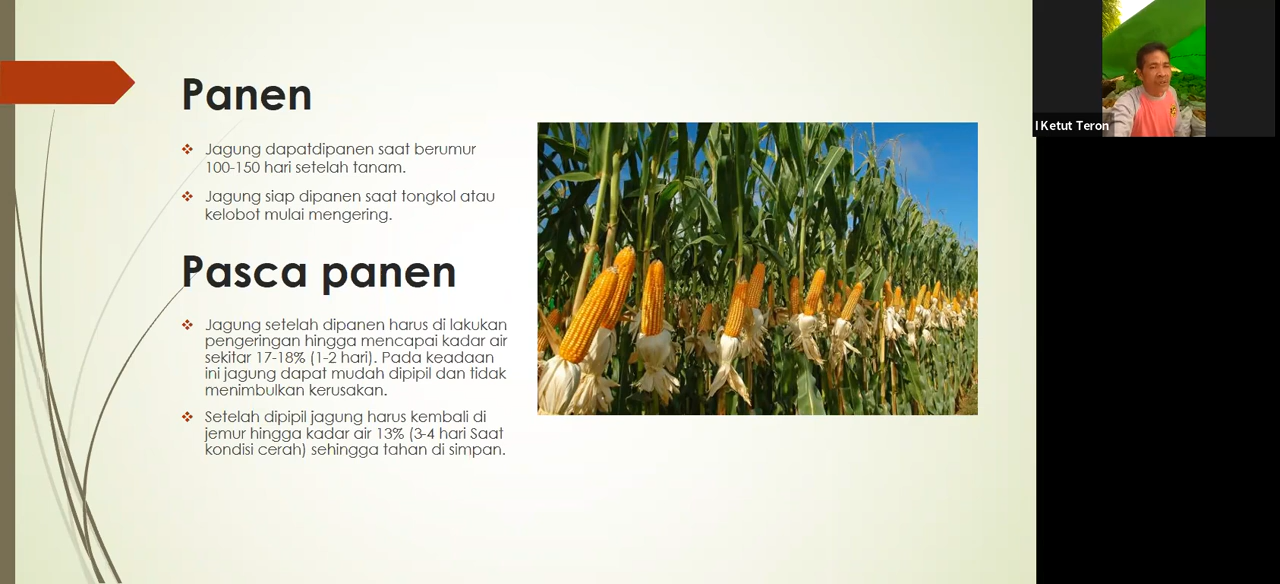 Panen
Jagung dapatdipanen saat berumur
100-150 hari setelah tanam.
Jagung siap dipanen saat tongkol atau
kelobot mulai mengering.
Pasca panen
Jagung setelah dipanen harus di lakukan
pengeringan hingga mencapai kadar air
sekitar 17-18% (1-2 hari). Pada keadaan
ini jagung dapat mudah dipipil dan tidak
menimbulkan kerusakan.
Setelah dipipil jagung harus kembali di
jemur hingga kadar air 13% (3-4 hari Saat
kondisi cerah) sehingga tahan di simpan.
I Ketut Teron